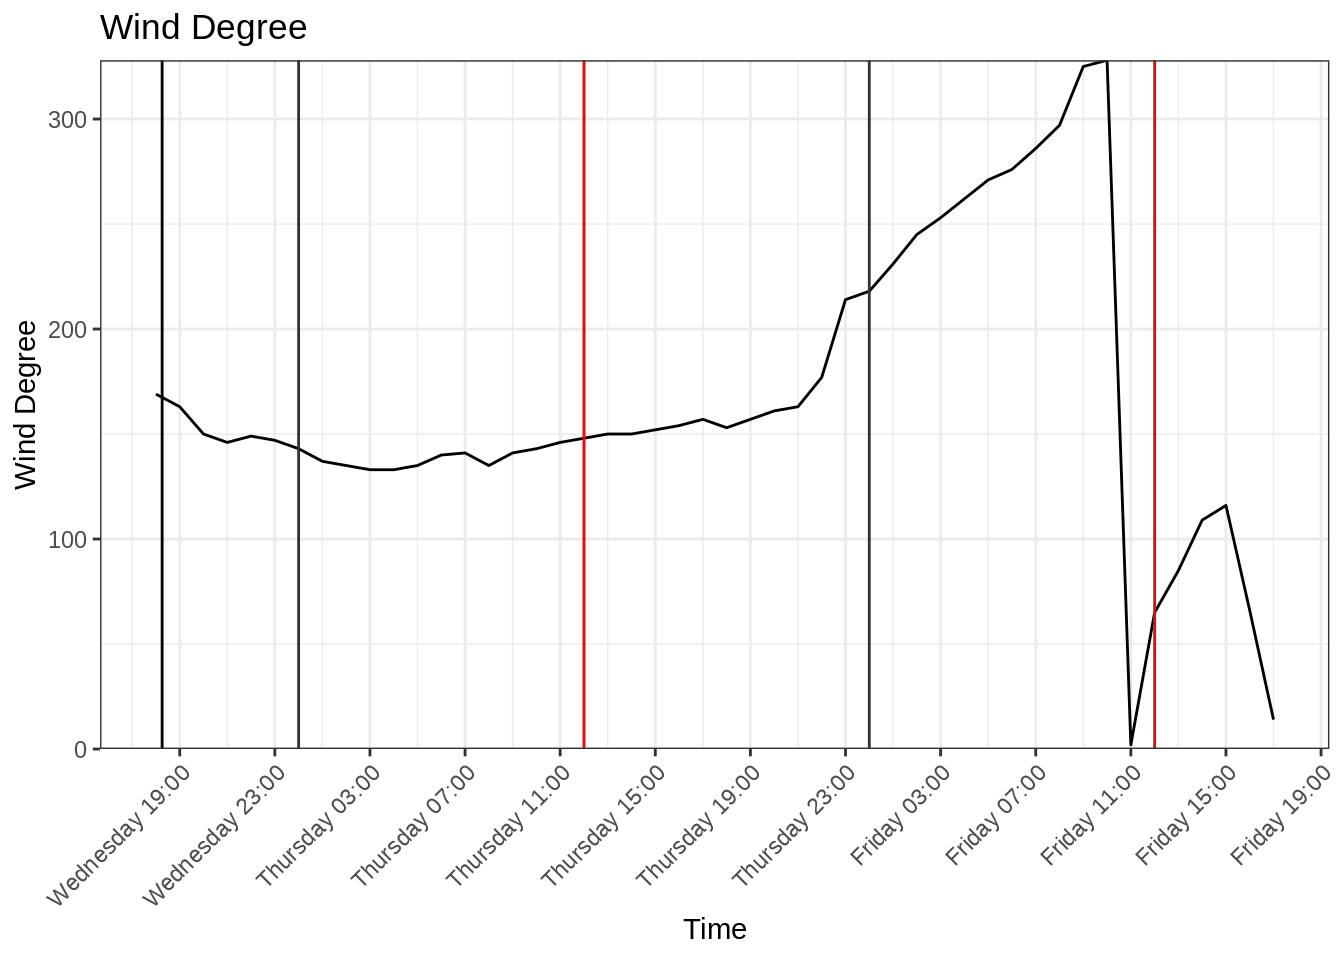 Wind Degree
Wind Degree
300
200
100
0
Wednesday 19:00
Wednesday 23:00
Thursday 03:00
Thursday 07:00
Thursday 11:00
Thursday 15:00
Thursday 19:00
Thursday 23:00
Friday 03:00
Friday 07:00
Friday 11:00
Friday 15:00
Friday 19:00
Time